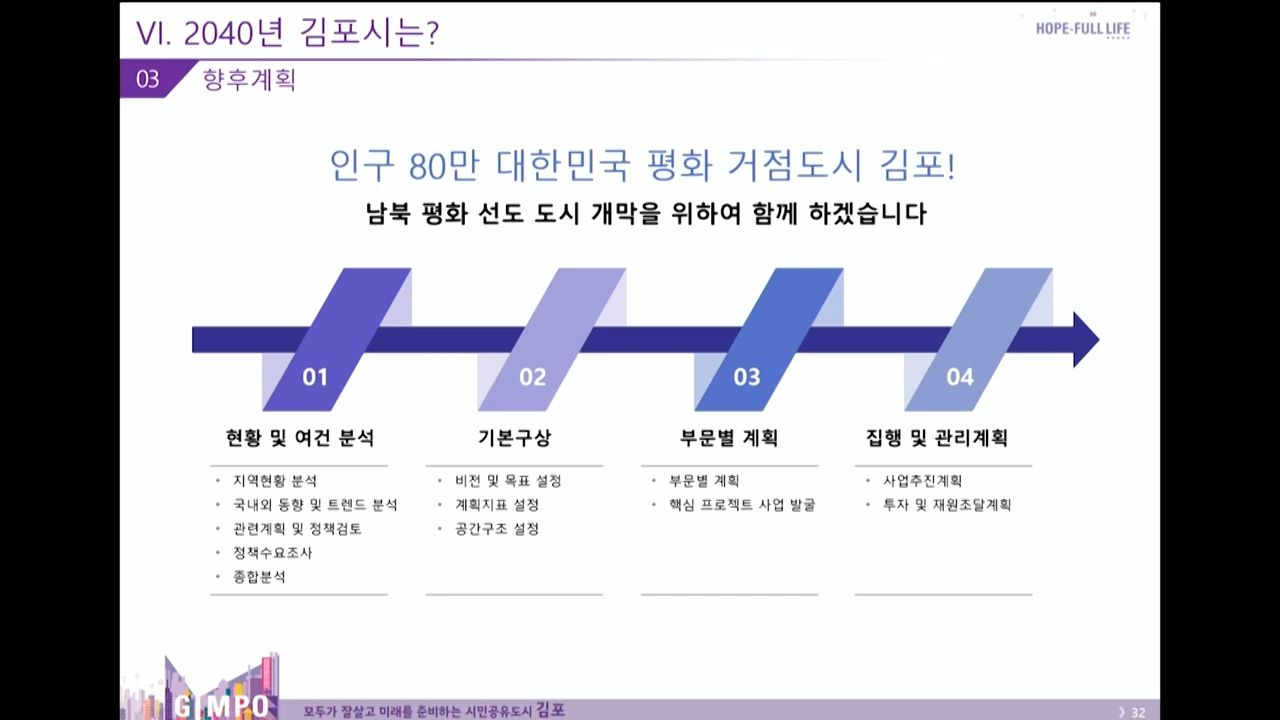 VI. 2040년 김포시는?
HOPE-FULL LIFE
03 향후계획
인구 80만 대한민국 평화 거점도시 김포!
남북 평화 선도 도시 개막을 위하여 함께 하겠습니다
01
02
03
04
현황 및 여건 분석
• 지역현황 분석
• 국내외 동향 및 트렌드 분석
• 관련계획 및 정책검토
• 정책수요조사
• 종합분석
기본구상
• 비전 및 목표 설정
• 계획지표 설정
• 공간구조 설정
부문별 계획
• 부문별 계획
• 핵심 프로젝트 사업 발굴
집행 및 관리계획
• 사업추진계획
• 투자 및 재원조달계획
GIMPO
모두가 잘살고 미래를 준비하는 시민공유도시 김포
》32